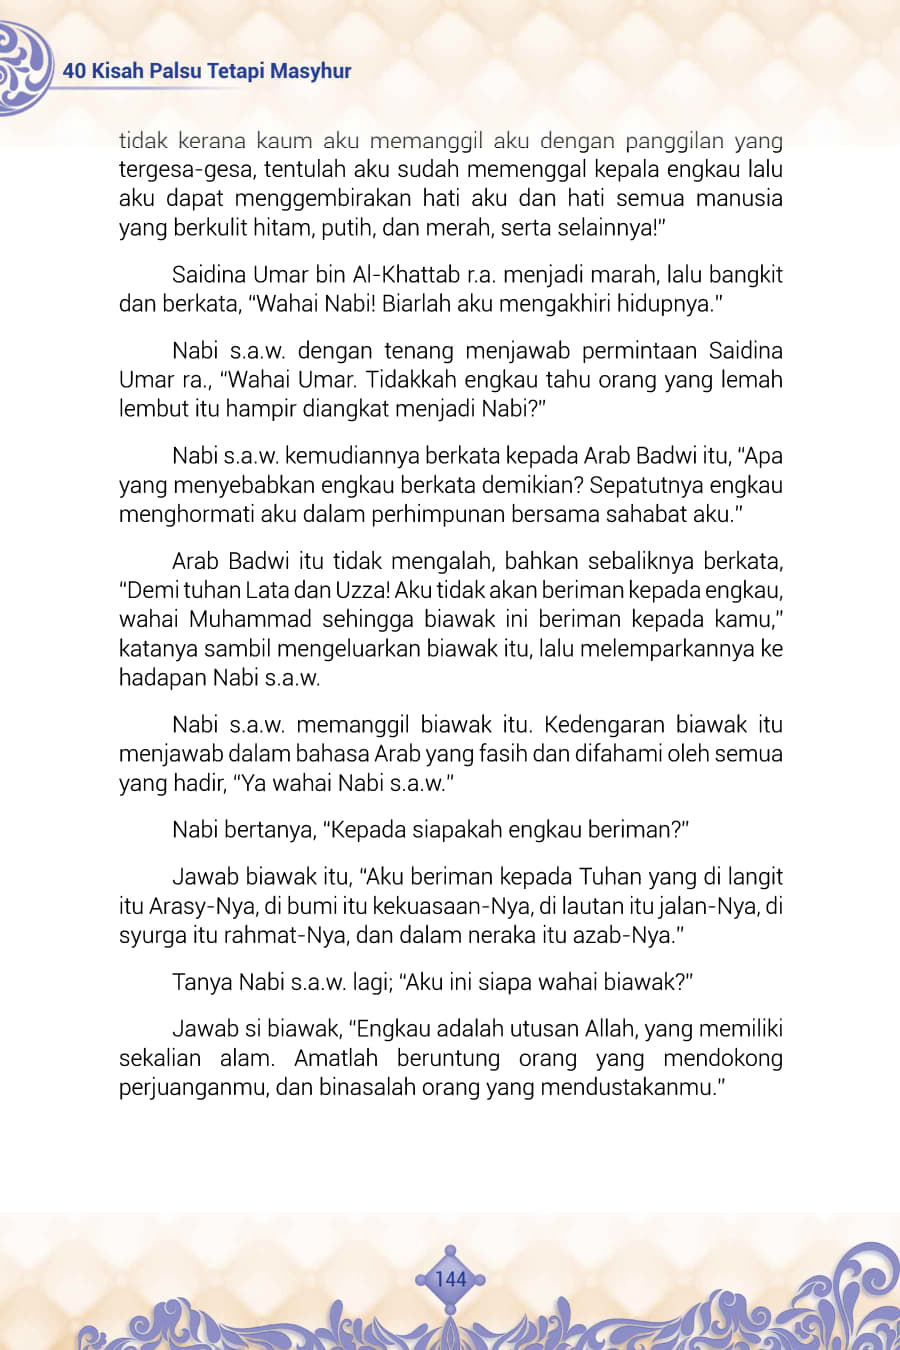 40 Kisah Palsu Tetapi Masyhur
tidak kerana kaum aku memanggil aku dengan panggilan yang
tergesa-gesa, tentulah aku sudah memenggal kepala engkau lalu
aku dapat menggembirakan hati aku dan hati semua manusia
yang berkulit hitam, putih, dan merah, serta selainnya!”
Saidina Umar bin Al-Khattab r.a. menjadi marah, lalu bangkit
dan berkata, “Wahai Nabi! Biarlah aku mengakhiri hidupnya.”
Nabi s.a.w. dengan tenang menjawab permintaan Saidina
Umar ra., “Wahai Umar. Tidakkah engkau tahu orang yang lemah
lembut itu hampir diangkat menjadi Nabi?”
Nabi s.a.w. kemudiannya berkata kepada Arab Badwi itu, “Apa
yang menyebabkan engkau berkata demikian? Sepatutnya engkau
menghormati aku dalam perhimpunan bersama sahabat aku.”
Arab Badwi itu tidak mengalah, bahkan sebaliknya berkata,
“Demi tuhan Lata dan Uzza! Aku tidak akan beriman kepada engkau,
wahai Muhammad sehingga biawak ini beriman kepada kamu,”
katanya sambil mengeluarkan biawak itu, lalu melemparkannya ke
hadapan Nabi s.a.w.
Nabi s.a.w. memanggil biawak itu. Kedengaran biawak itu
menjawab dalam bahasa Arab yang fasih dan difahami oleh semua
yang hadir, “Ya wahai Nabi s.a.w.”
Nabi bertanya, “Kepada siapakah engkau beriman?”
Jawab biawak itu, “Aku beriman kepada Tuhan yang di langit
itu Arasy-Nya, di bumi itu kekuasaan-Nya, di lautan itu jalan-Nya, di
syurga itu rahmat-Nya, dan dalam neraka itu azab-Nya.”
Tanya Nabi s.a.w. lagi; “Aku ini siapa wahai biawak?”
Jawab si biawak, “Engkau adalah utusan Allah, yang memiliki
sekalian alam. Amatlah beruntung orang yang mendokong
perjuanganmu, dan binasalah orang yang mendustakanmu.”
144